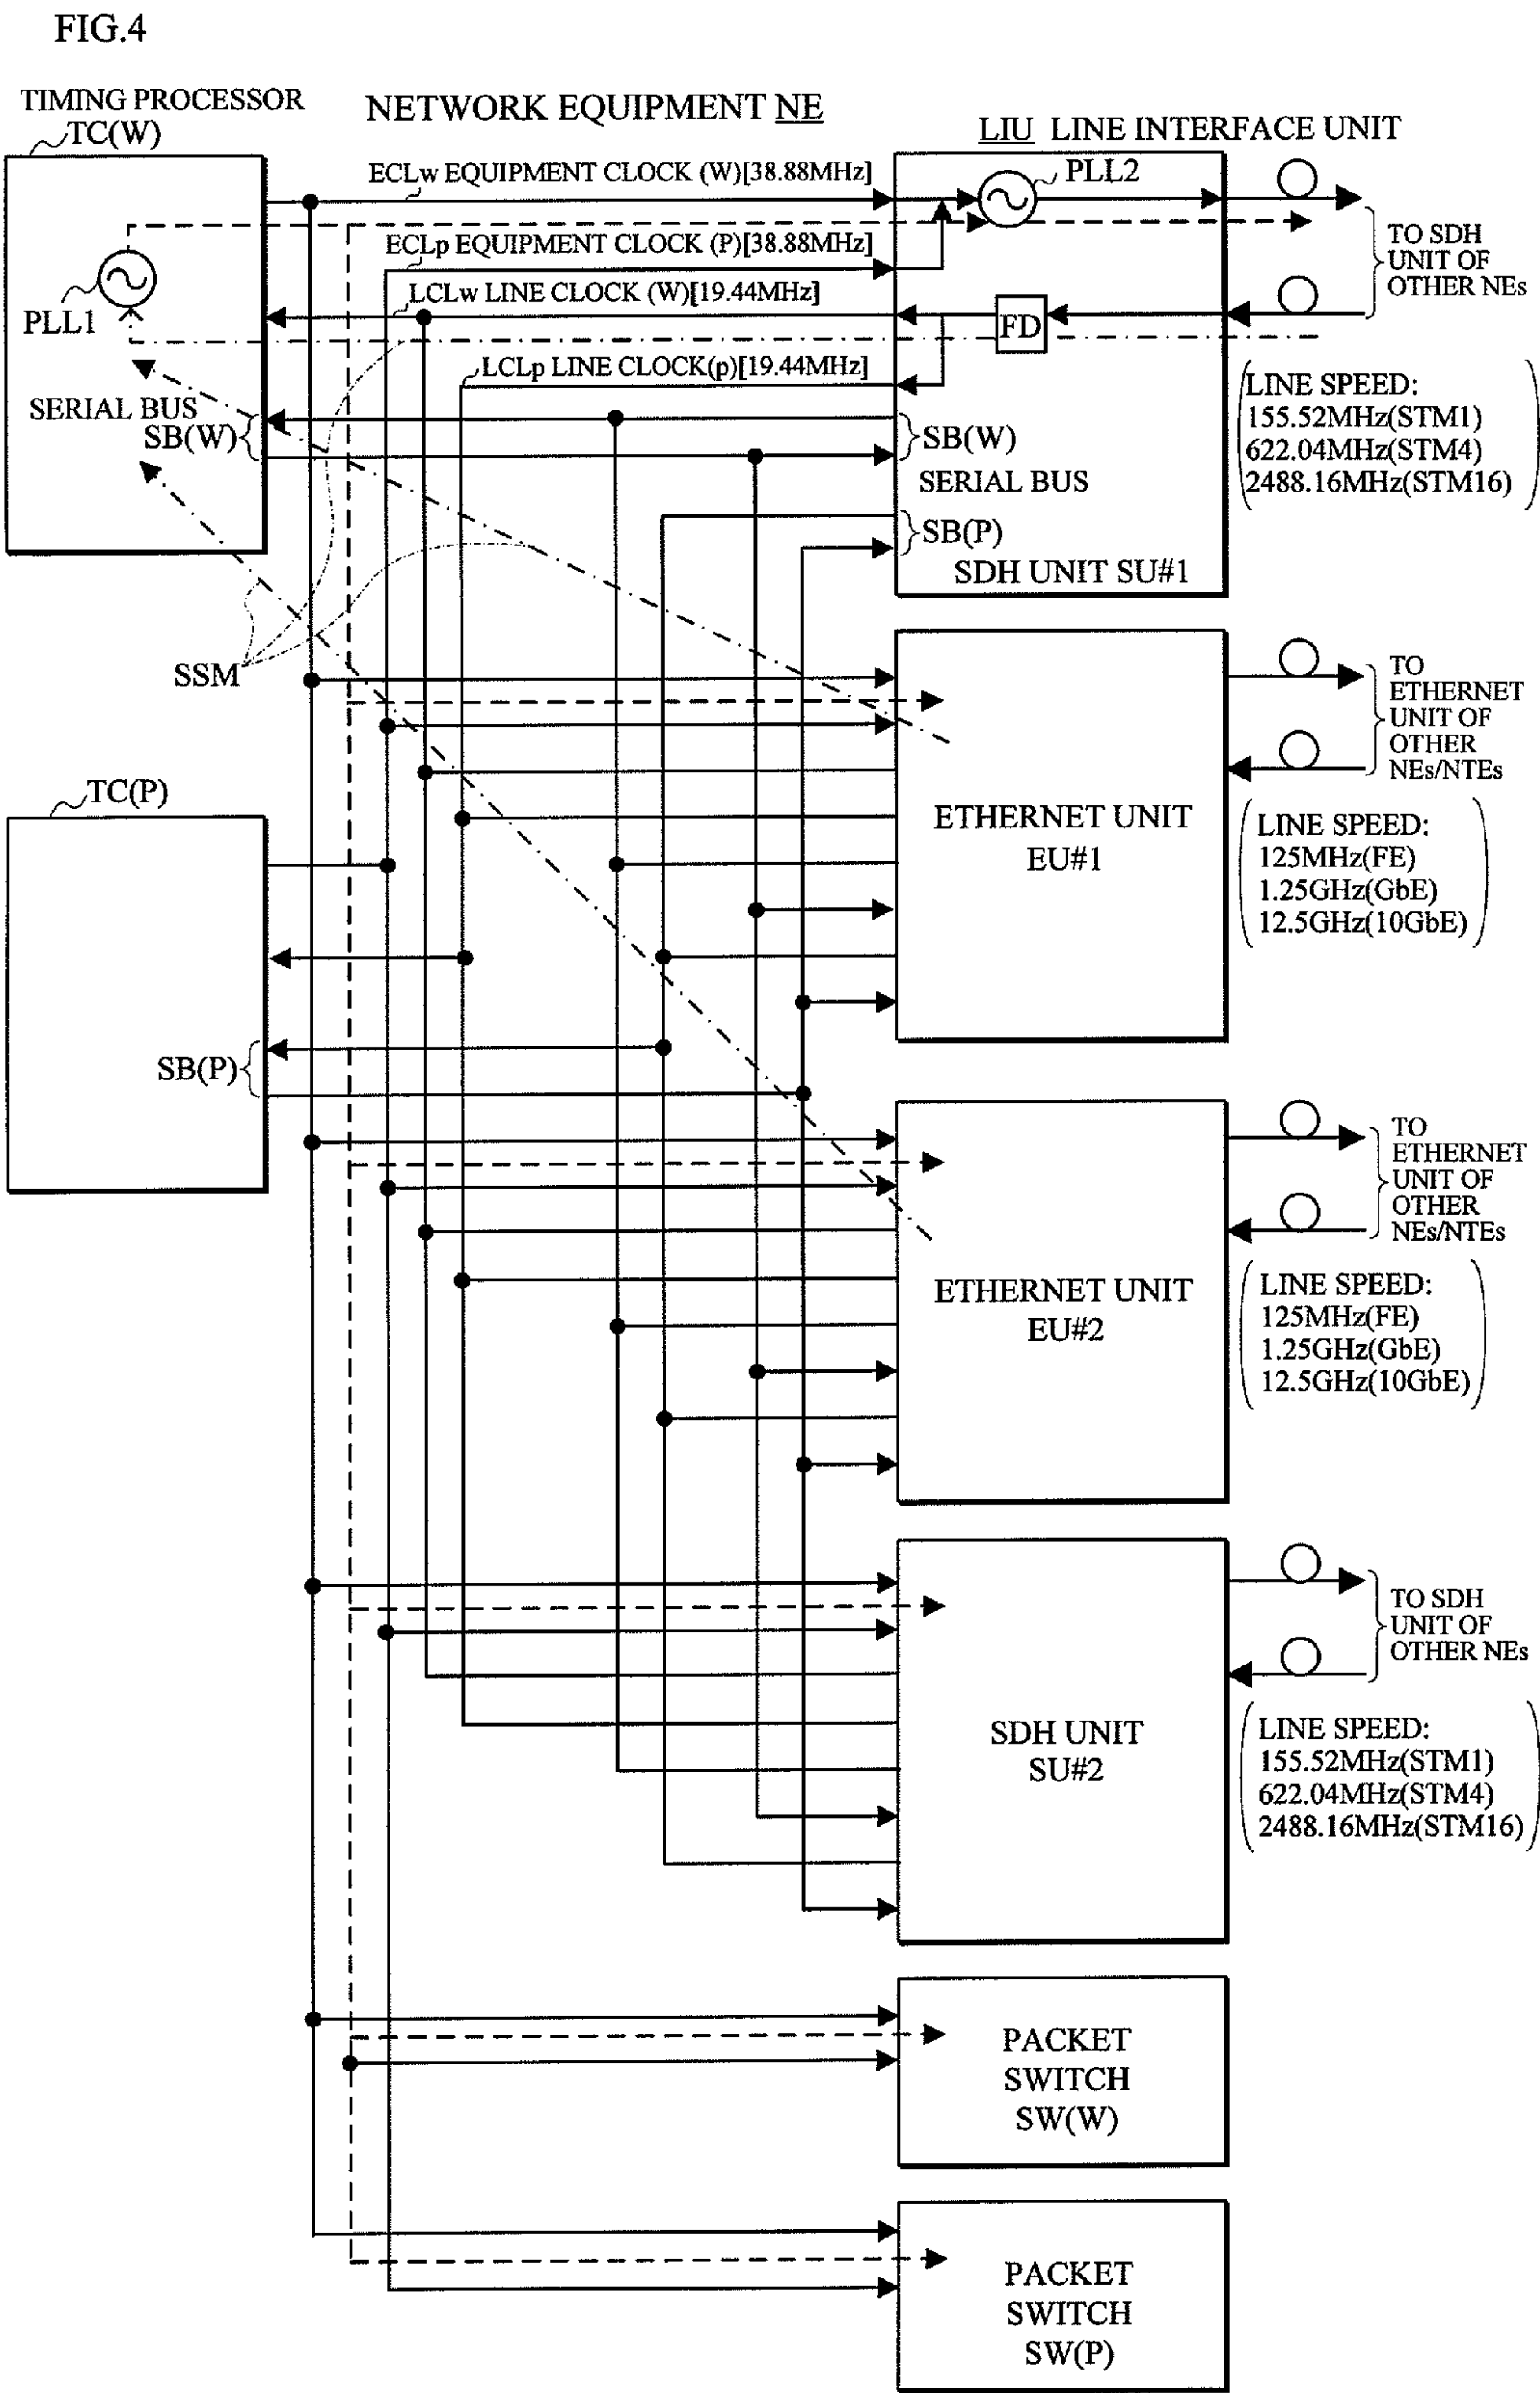 FIG.4
TIMING PROCESSOR
TC(W)
NETWORK EQUIPMENT NE
LIU LINE INTERFACE UNIT
ECLw EQUIPMENT CLOCK (W)[38.88MHz]
PLL2
ECLp EQUIPMENT CLOCK (P)[38.88MHz]
TO SDH
UNIT OF
OTHER NEs
LCLw LINE CLOCK (W)[19.44MHz]
PLL1
FD
LCLp LINE CLOCK(p)[19.44MHz]
LINE SPEED:
155.52MHz(STM1)
622.04MHz(STM4)
2488.16MHz(STM16)
SERIAL BUS
SB(W)
SB(W)
SERIAL BUS
SB(P)
SDH UNIT SU#1
SSM
TO
ETHERNET
UNIT OF
OTHER
NEs/NTEs
TC(P)
ETHERNET UNIT
EU#1
LINE SPEED:
125MHz(FE)
1.25GHz(GbE)
12.5GHz(10GbE)
SB(P)
TO
ETHERNET
UNIT OF
OTHER
NEs/NTEs
ETHERNET UNIT
EU#2
LINE SPEED:
125MHz(FE)
1.25GHz(GbE)
12.5GHz(10GbE)
TO SDH
UNIT OF
OTHER NEs
SDH UNIT
SU#2
LINE SPEED:
155.52MHz(STM1)
622.04MHz(STM4)
2488.16MHz(STM16)
PACKET
SWITCH
SW(W)
PACKET
SWITCH
SW(P)